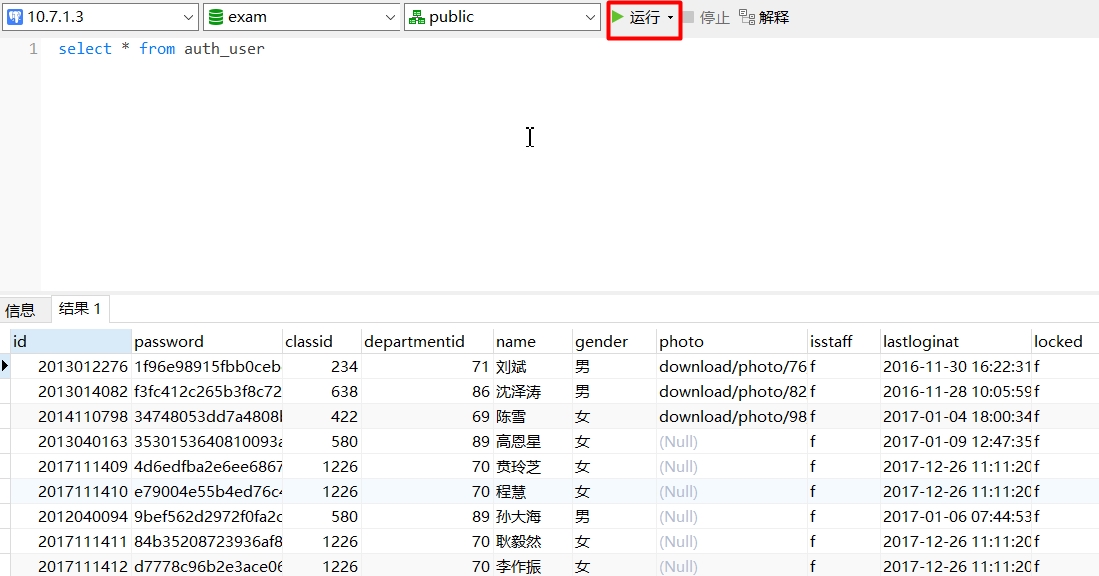 10.7.1.3 exam public 运行 停止 解释
1 select * from auth_user
信息 结果 1
id password classid departmentid name gender photo isstaff lastloginat locked
2013012276 1f96e98915fbb0ceb 234 71 刘斌 男 download/photo/76 f 2016-11-30 16:22:31 f
2013014082 f3fc412c265b3f8c72 638 86 沈泽涛 男 download/photo/82 f 2016-11-28 10:05:59 f
2014110798 34748053dd7a4808 422 69 陈雪 女 download/photo/98 f 2017-01-04 18:00:34 f
2013040163 3530153640810093a 580 89 高恩星 女 (Null) f 2017-01-09 12:47:35 f
2017111409 4d6edfba2e6ee6867 1226 70 贲玲芝 女 (Null) f 2017-12-26 11:11:20 f
2017111410 e79004e55b4ed76c4 1226 70 程慧 女 (Null) f 2017-12-26 11:11:20 f
2012040094 9bef562d2972f0fa2c 580 89 孙大海 男 (Null) f 2017-01-06 07:44:53 f
2017111411 84b35208723936af8 1226 70 耿毅然 女 (Null) f 2017-12-26 11:11:20 f
2017111412 d7778c96b2e3ace06 1226 70 李作振 女 (Null) f 2017-12-26 11:11:20 f